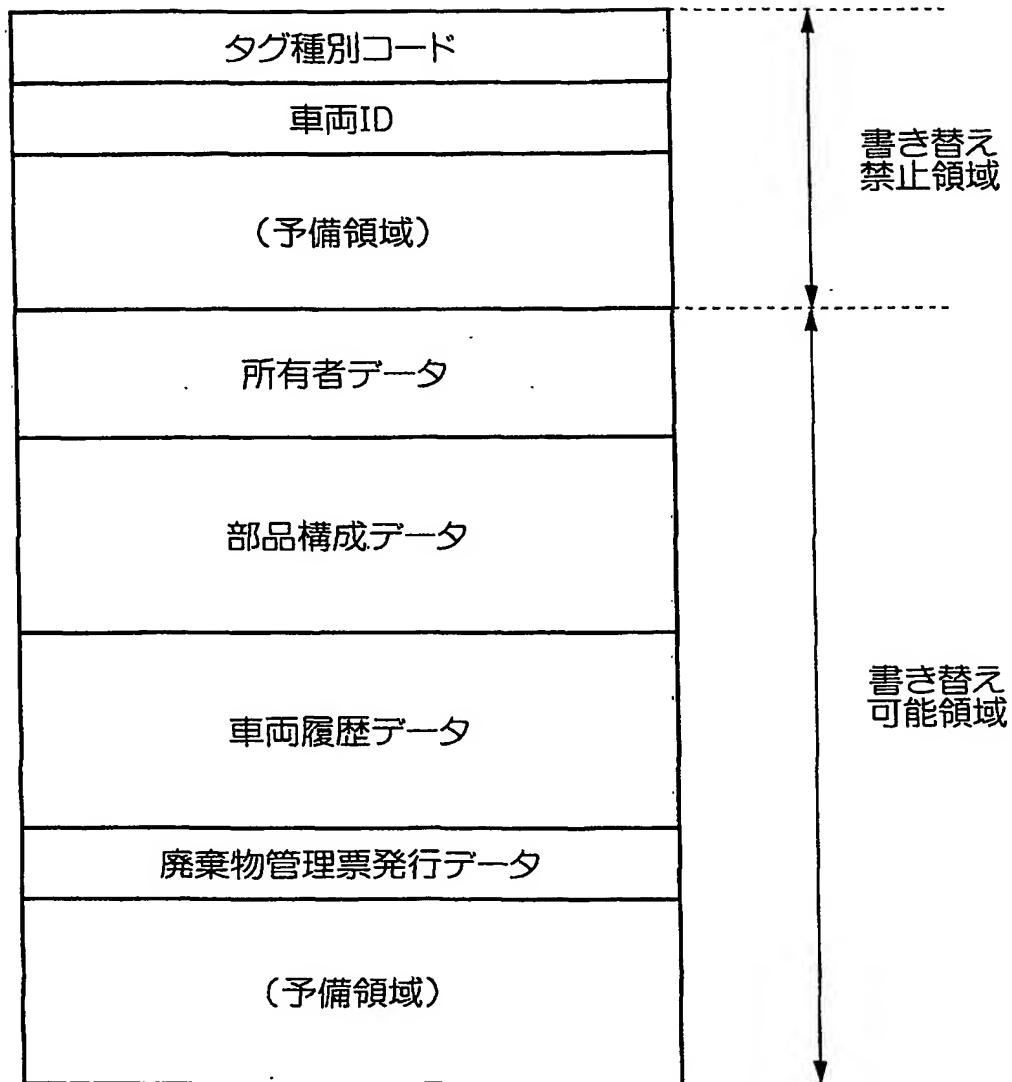 タグ種別コード
車両ID
(予備領域)
書き替え
禁止領域
所有者データ
部品構成データ
車両履歴データ
廃棄物管理票発行データ
(予備領域)
書き替え
可能領域